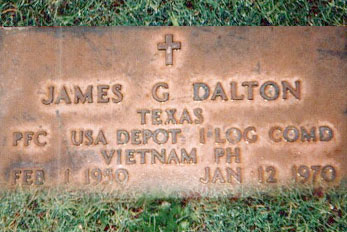 JAMES G DALTON
TEXAS
PFC USA DEPOT 1 LOG COMD
VIETNAM PH
FEB 1 1950 JAN 12 1970